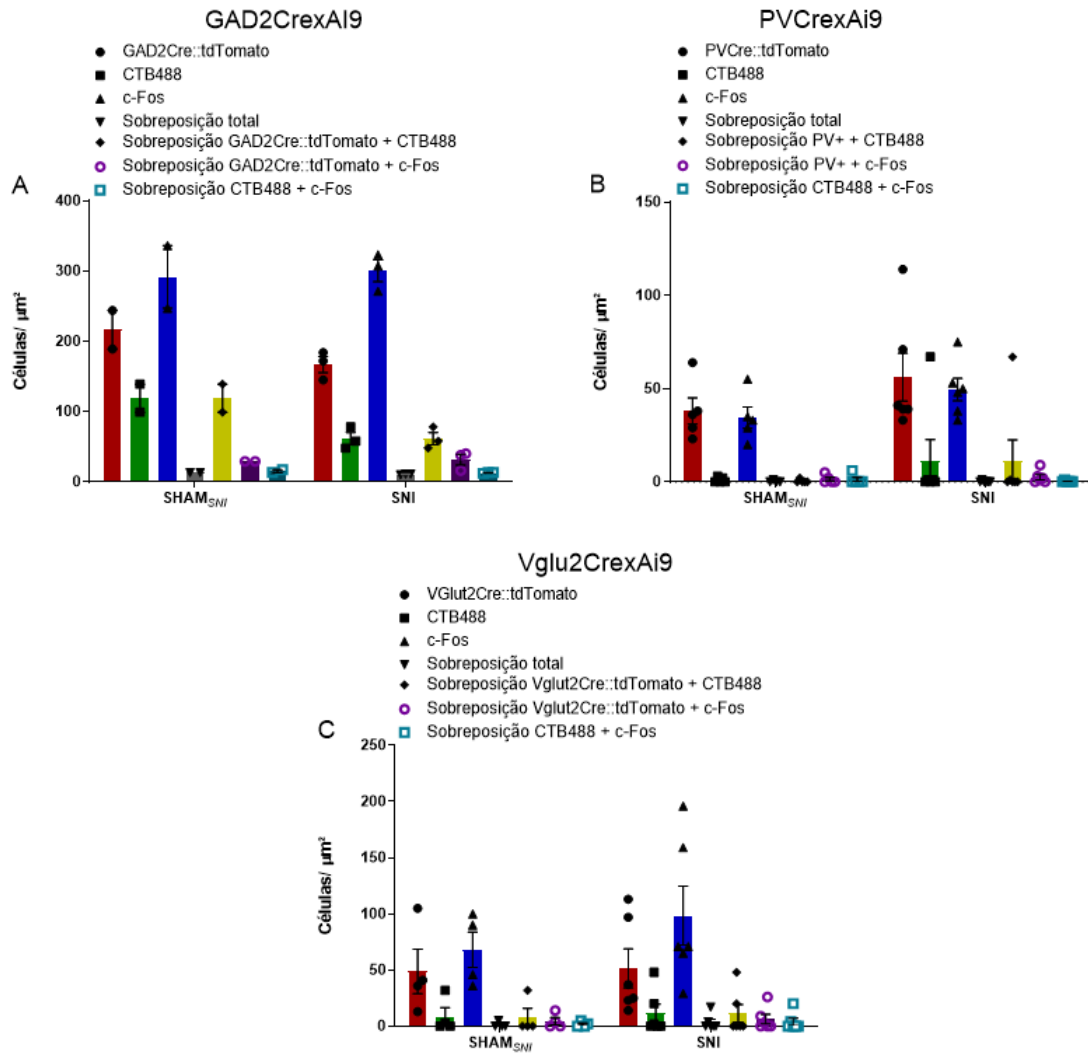 GAD2CrexAI9
GAD2Cre::tdTomato
CTB488
c-Fos
Sobreposição total
Sobreposição GAD2Cre::tdTomato + CTB488
Sobreposição GAD2Cre::tdTomato + c-Fos
Sobreposição CTB488 + c-Fos
A
400
300
200
100
0
Células/ µm²
SHAMSNI
SNI
PVCrexAi9
PVCre::tdTomato
CTB488
c-Fos
Sobreposição total
Sobreposição PV+ + CTB488
Sobreposição PV+ + c-Fos
Sobreposição CTB488 + c-Fos
B
150
100
50
0
Células/ µm²
SHAMSNI
SNI
Vglu2CrexAi9
VGlut2Cre::tdTomato
CTB488
c-Fos
Sobreposição total
Sobreposição Vglut2Cre::tdTomato + CTB488
Sobreposição Vglut2Cre::tdTomato + c-Fos
Sobreposição CTB488 + c-Fos
C
250
200
150
100
50
0
Células/ µm²
SHAMSNI
SNI